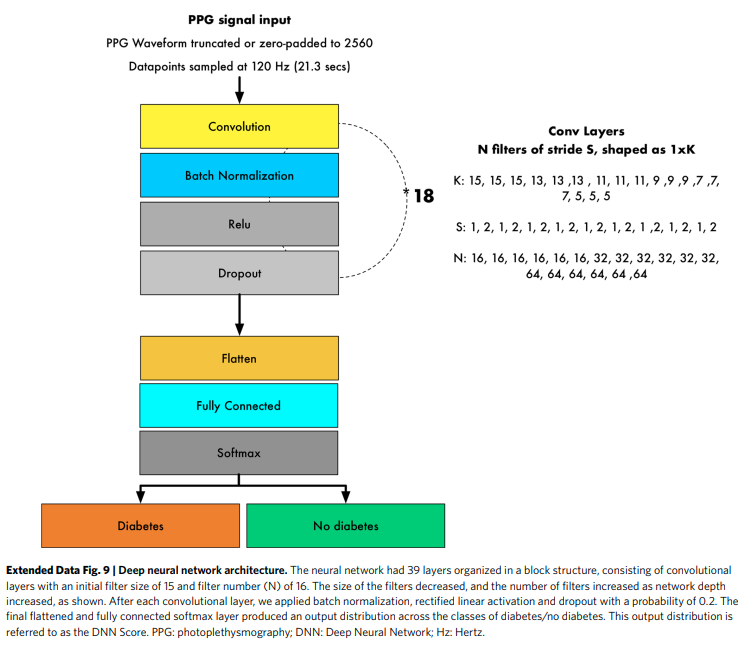 PPG signal input
PPG Waveform truncated or zero-padded to 2560
Datapoints sampled at 120 Hz (21.3 secs)
Convolution
Batch Normalization
Relu
Dropout
* 18
Conv Layers
N filters of stride S, shaped as 1xK
K: 15, 15, 15, 13, 13 ,13 , 11, 11, 11, 9 ,9 ,9 ,7 ,7,
7, 5, 5, 5
S: 1, 2, 1, 2, 1, 2, 1, 2, 1, 2, 1, 2, 1 ,2, 1, 2, 1, 2
N: 16, 16, 16, 16, 16, 16, 32, 32, 32, 32, 32, 32,
64, 64, 64, 64, 64 ,64
Flatten
Fully Connected
Softmax
Diabetes
No diabetes
Extended Data Fig. 9 | Deep neural network architecture. The neural network had 39 layers organized in a block structure, consisting of convolutional
layers with an initial filter size of 15 and filter number (N) of 16. The size of the filters decreased, and the number of filters increased as network depth
increased, as shown. After each convolutional layer, we applied batch normalization, rectified linear activation and dropout with a probability of 0.2. The
final flattened and fully connected softmax layer produced an output distribution across the classes of diabetes/no diabetes. This output distribution is
referred to as the DNN Score. PPG: photoplethysmography; DNN: Deep Neural Network; Hz: Hertz.